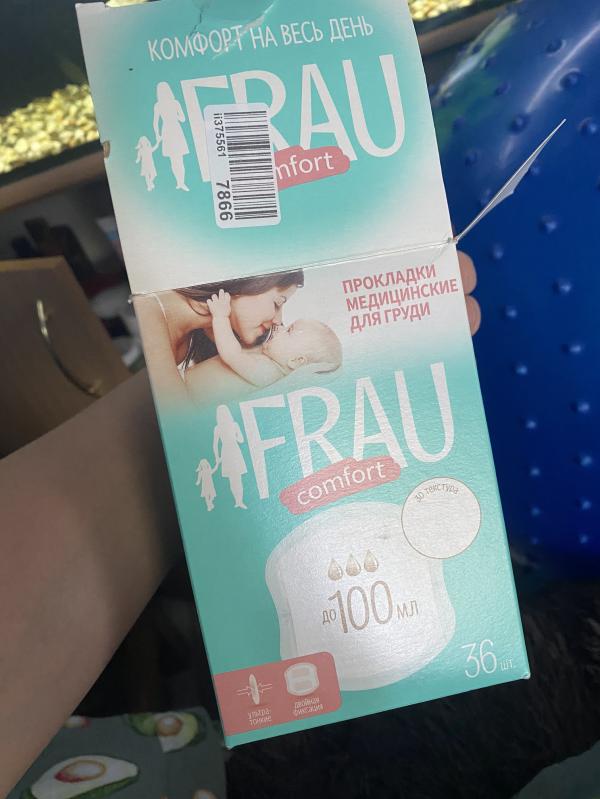 КОМФОРТ НА ВЕСЬ ДЕНЬ
FRAU
ii375561
7866
ПРОКЛАДКИ
МЕДИЦИНСКИЕ
ДЛЯ ГРУДИ
FRAU
comfort
3D текстура
до 100 мл
36 шт.
ультра-
тонкие
двойная
фиксация